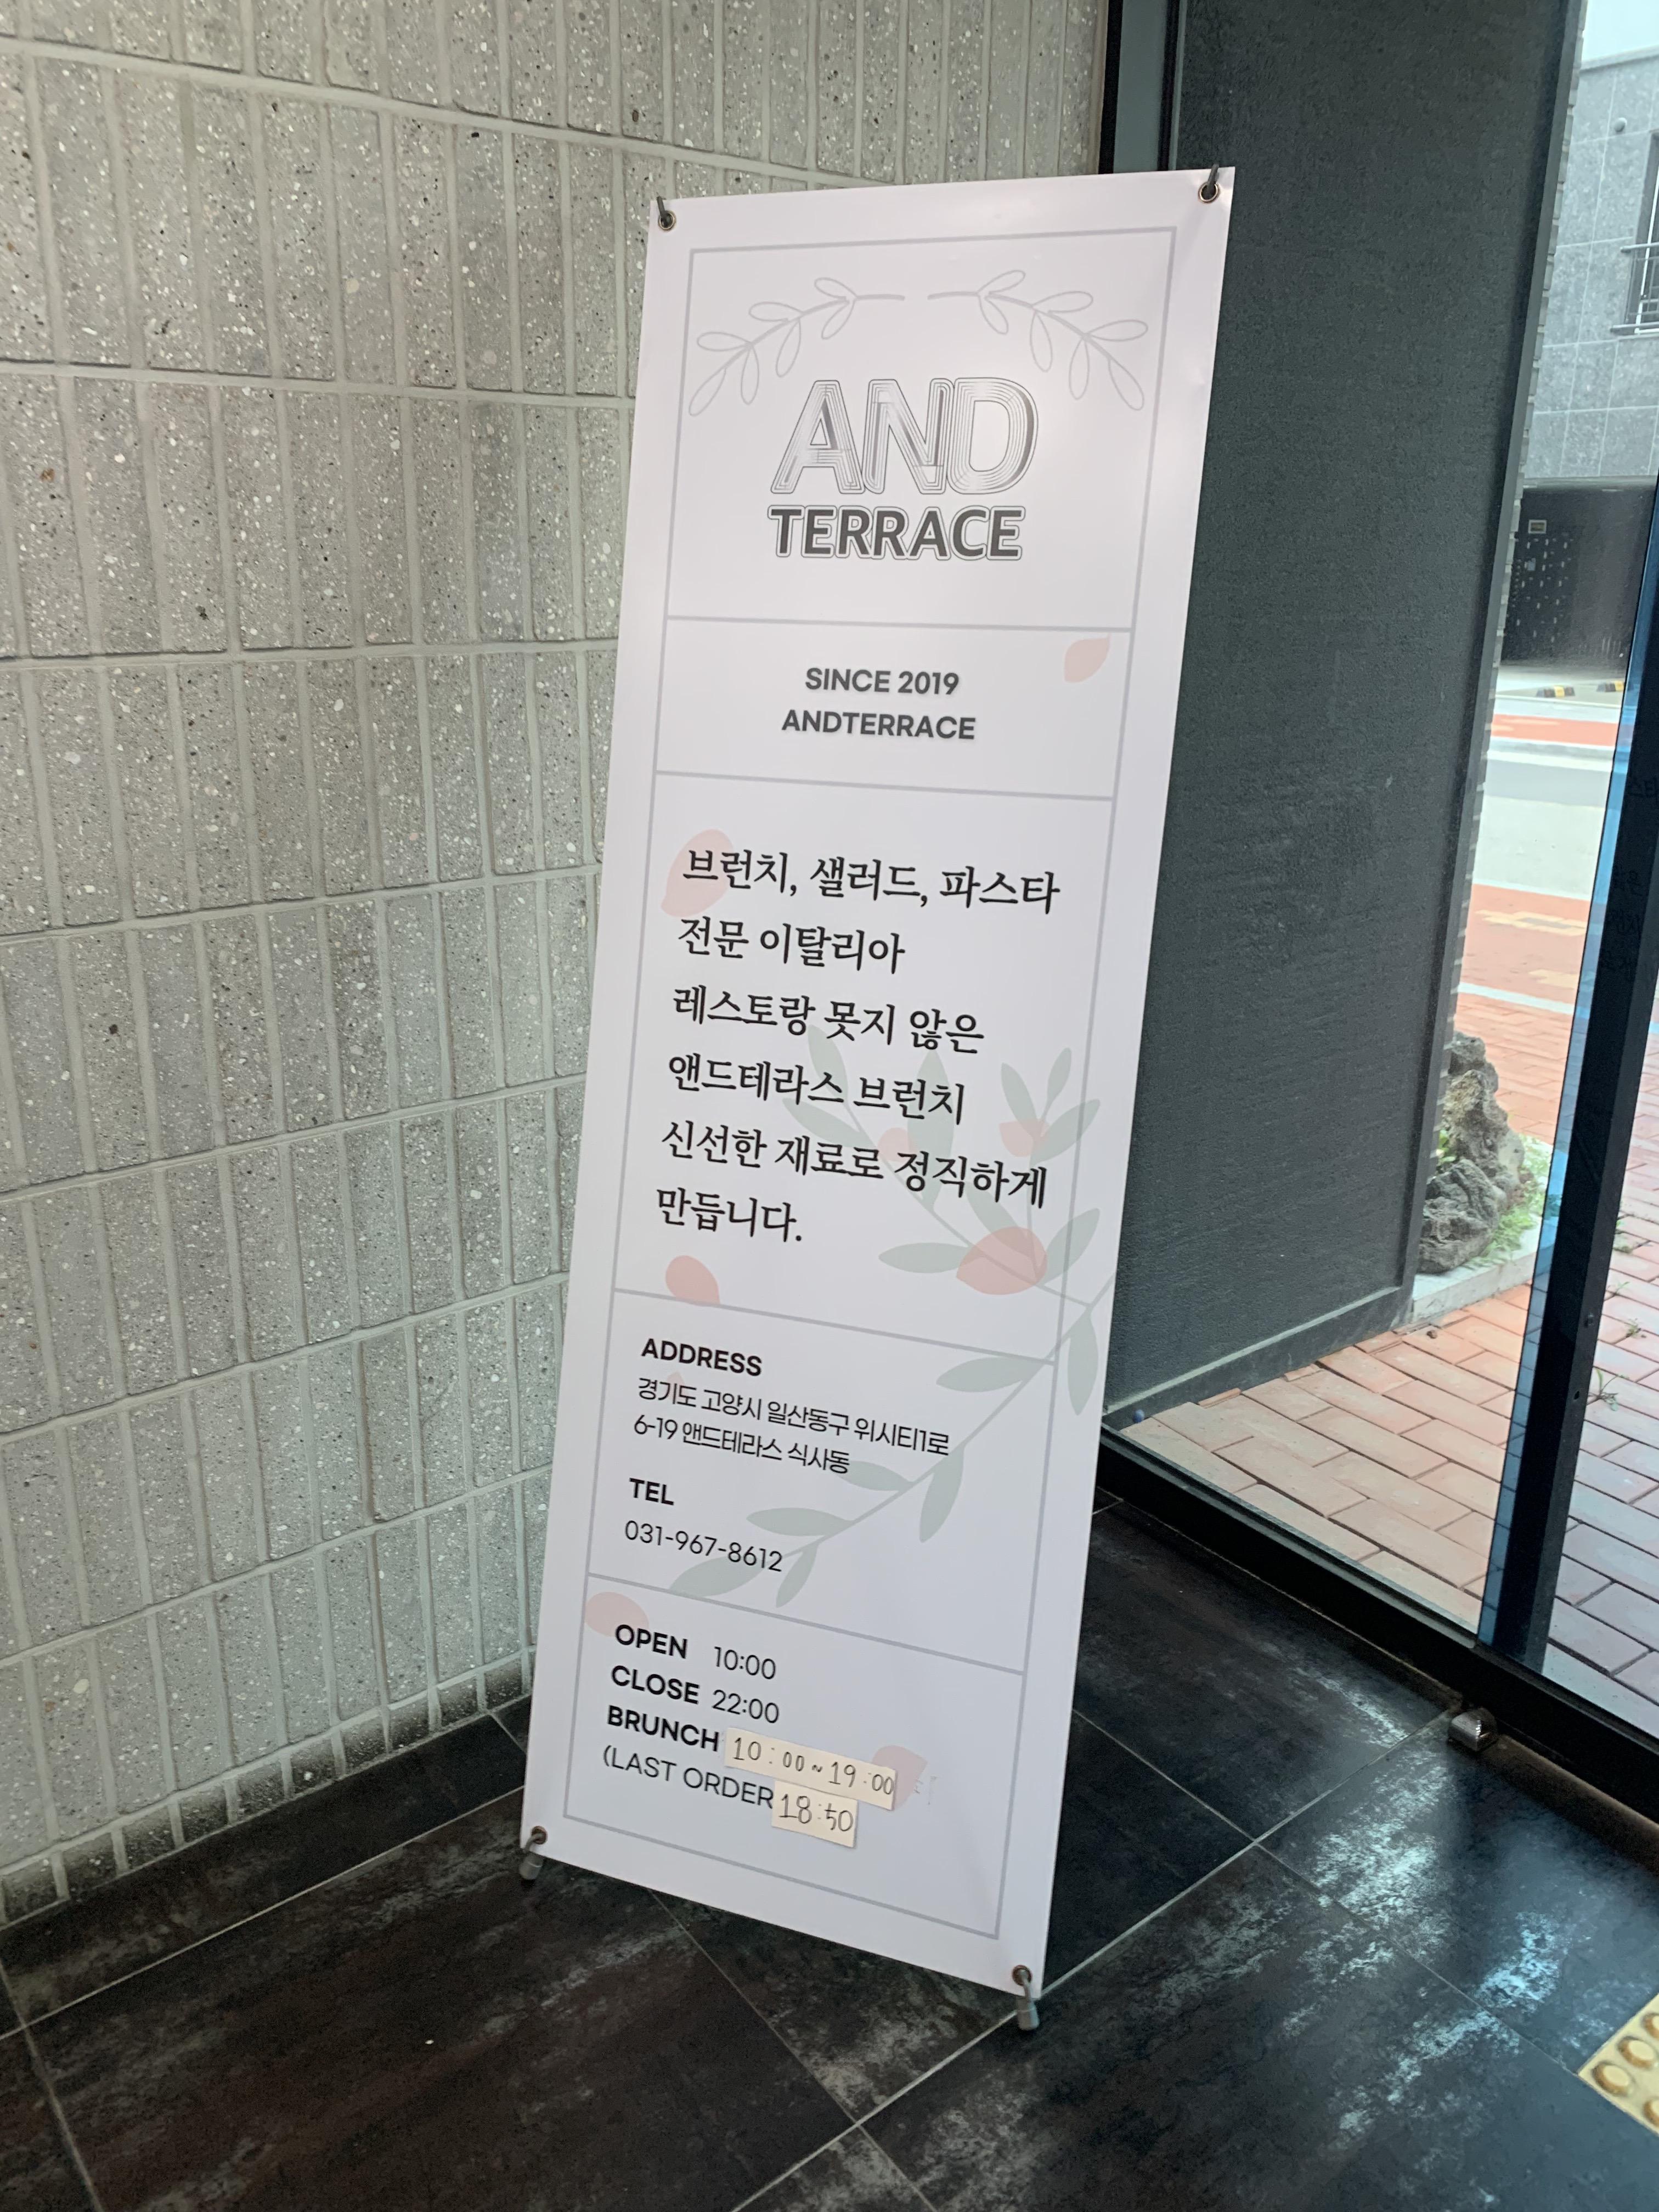 AND
TERRACE
SINCE 2019
ANDTERRACE
브런치, 샐러드, 파스타
전문 이탈리아
레스토랑 못지 않은
앤드테라스 브런치
신선한 재료로 정직하게
만듭니다.
ADDRESS
경기도 고양시 일산동구 위시티1로
6-19 앤드테라스 식사동
TEL
031-967-8612
OPEN 10:00
CLOSE 22:00
BRUNCH 10:00~19:00
(LAST ORDER 18:50